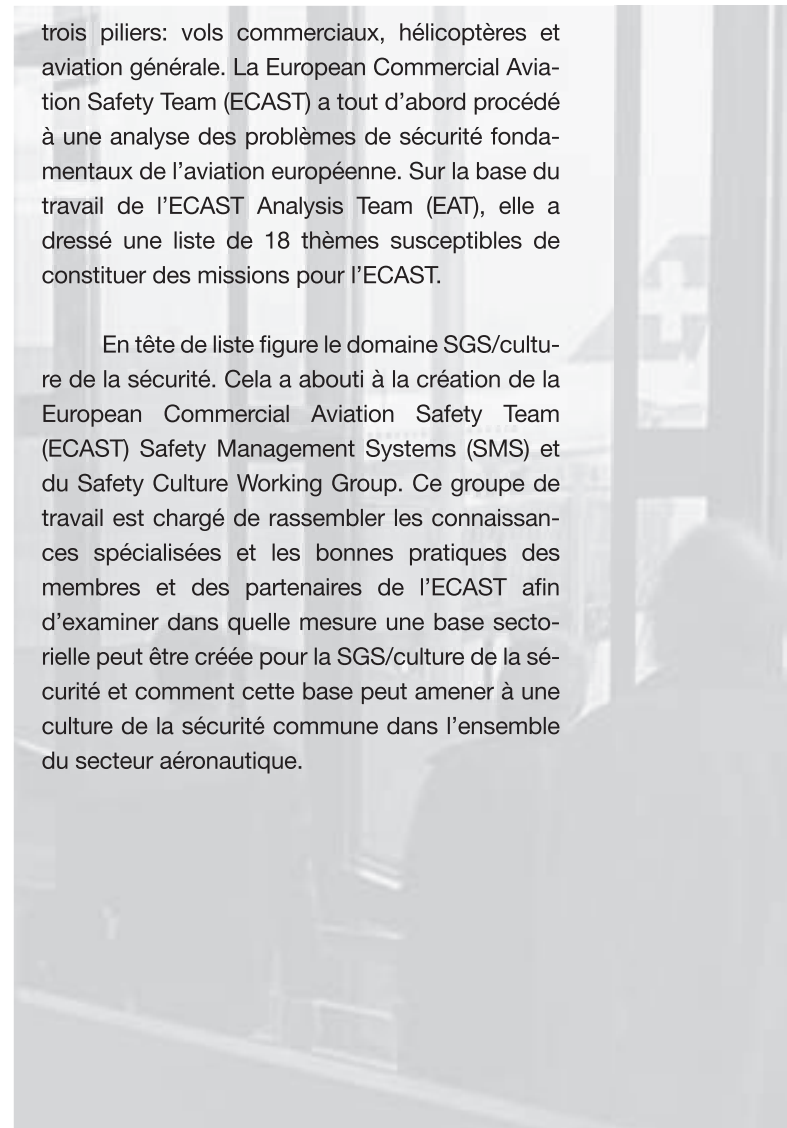 trois piliers: vols commerciaux, hélicoptères et
aviation générale. La European Commercial Avia-
tion Safety Team (ECAST) a tout d’abord procédé
à une analyse des problèmes de sécurité fonda-
mentaux de l’aviation européenne. Sur la base du
travail de l’ECAST Analysis Team (EAT), elle a
dressé une liste de 18 thèmes susceptibles de
constituer des missions pour l’ECAST.
En tête de liste figure le domaine SGS/cultu-
re de la sécurité. Cela a abouti à la création de la
European Commercial Aviation Safety Team
(ECAST) Safety Management Systems (SMS) et
du Safety Culture Working Group. Ce groupe de
travail est chargé de rassembler les connaissan-
ces spécialisées et les bonnes pratiques des
membres et des partenaires de l’ECAST afin
d’examiner dans quelle mesure une base secto-
rielle peut être créée pour la SGS/culture de la sé-
curité et comment cette base peut amener à une
culture de la sécurité commune dans l’ensemble
du secteur aéronautique.